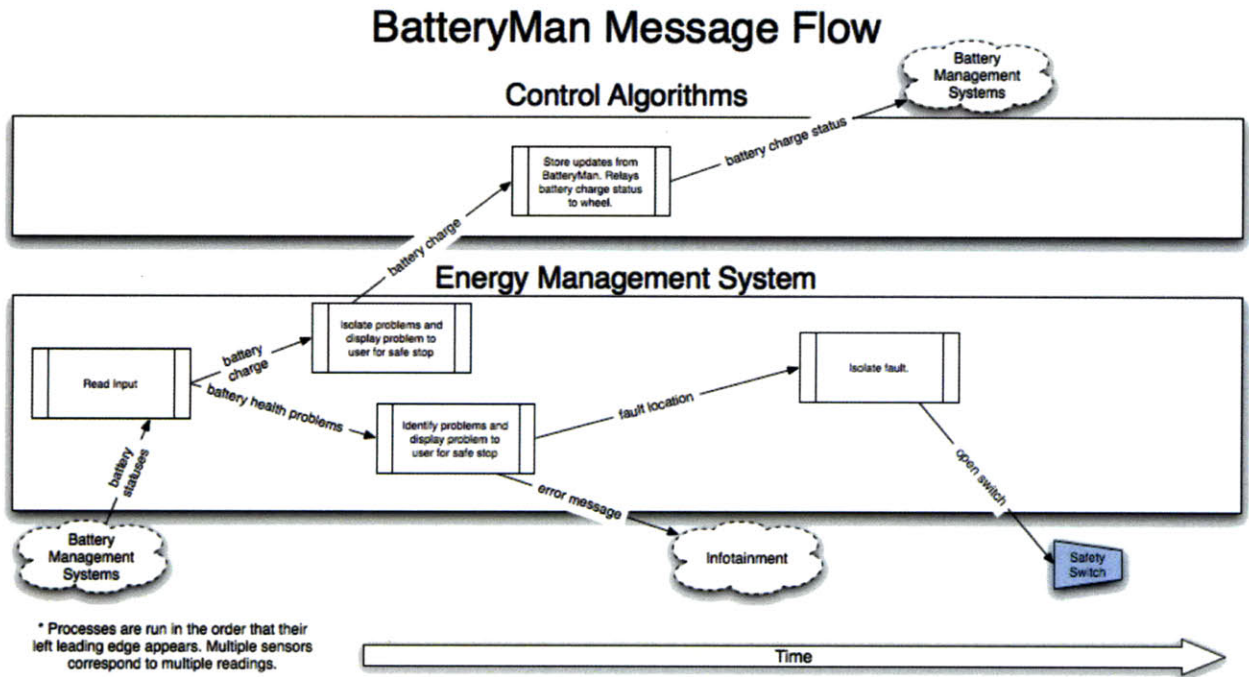 BatteryMan Message Flow
Battery
Management
Systems
Control Algorithms
battery charge status
Store updates from
BatteryMan. Relays
battery charge status
to wheel.
battery charge
Energy Management System
Isolate problems and
display problem to
user for safe stop
Isolate fault.
Read Input
battery
charge
battery health problems
fault location
Identify problems and
display problem to
user for safe stop
battery
statuses
error message
open switch
Battery
Management
Systems
Infotainment
Safety
Switch
* Processes are run in the order that their
left leading edge appears. Multiple sensors
correspond to multiple readings.
Time